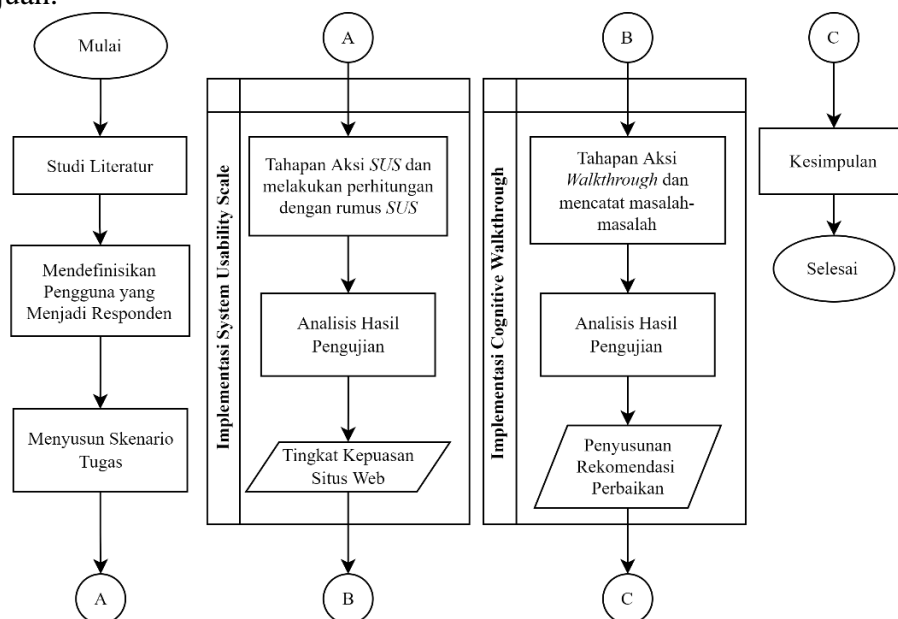 Mulai
Studi Literatur
Mendefinisikan
Pengguna yang
Menjadi Responden
Menyusun Skenario
Tugas
A
A
Implementasi System Usability Scale
Tahapan Aksi SUS dan
melakukan perhitungan
dengan rumus SUS
Analisis Hasil
Pengujian
Tingkat Kepuasan
Situs Web
B
B
Implementasi Cognitive Walkthrough
Tahapan Aksi
Walkthrough dan
mencatat masalah-
masalah
Analisis Hasil
Pengujian
Penyusunan
Rekomendasi
Perbaikan
C
C
Kesimpulan
Selesai